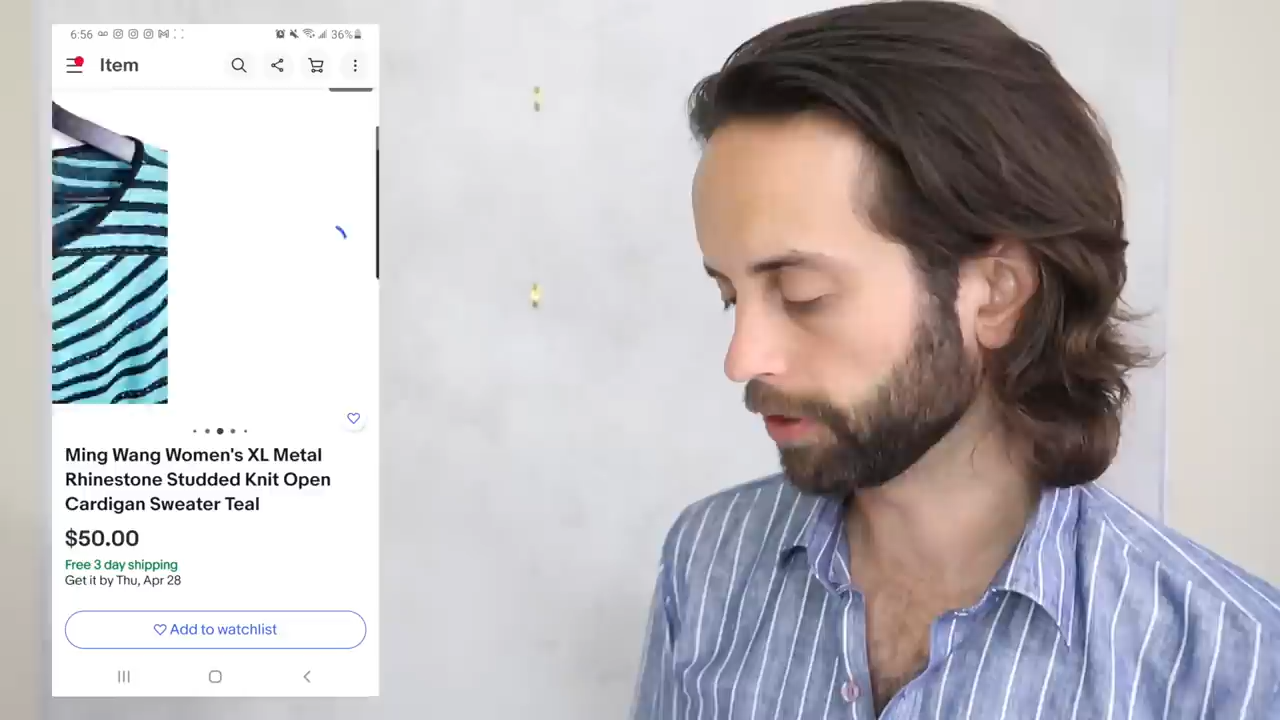 6:56
36%
Item
Ming Wang Women's XL Metal
Rhinestone Studded Knit Open
Cardigan Sweater Teal
$50.00
Free 3 day shipping
Get it by Thu, Apr 28
Add to watchlist